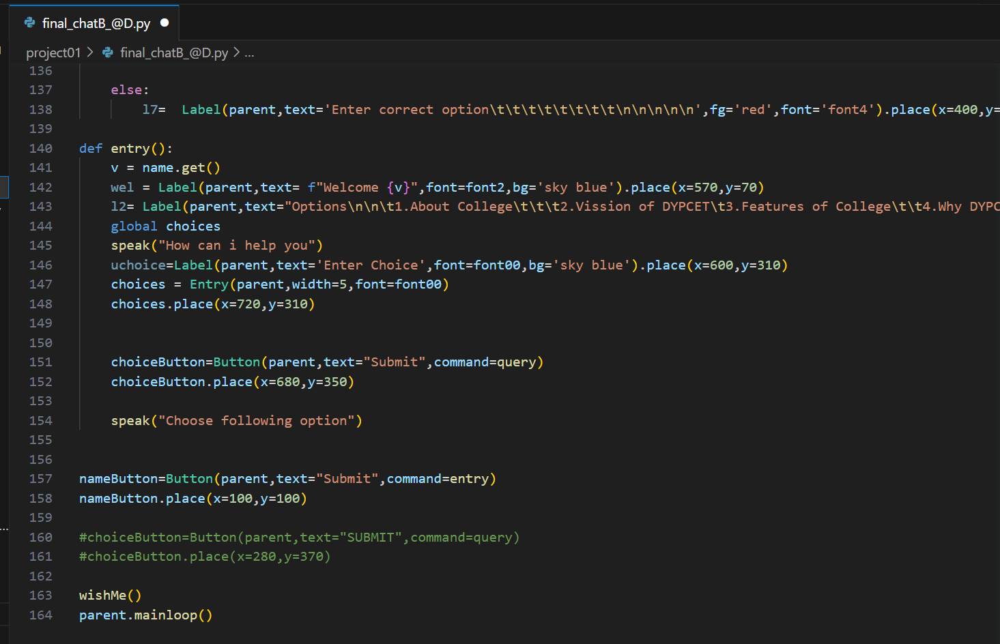 final_chatB_@D.py
project01 > final_chatB_@D.py > ...
136
137 else:
138 l7=  Label(parent,text='Enter correct option\t\t\t\t\t\t\t\t\n\n\n\n\n',fg='red',font='font4').place(x=400,y=
139
140 def entry():
141 v = name.get()
142 wel = Label(parent,text= f"Welcome {v}",font=font2,bg='sky blue').place(x=570,y=70)
143 l2= Label(parent,text="Options\n\n\t1.About College\t\t\t2.Vission of DYPCET\t3.Features of College\t\t4.Why DYPC
144 global choices
145 speak("How can i help you")
146 uchoice=Label(parent,text='Enter Choice',font=font00,bg='sky blue').place(x=600,y=310)
147 choices = Entry(parent,width=5,font=font00)
148 choices.place(x=720,y=310)
149
150
151 choiceButton=Button(parent,text="Submit",command=query)
152 choiceButton.place(x=680,y=350)
153
154 speak("Choose following option")
155
156
157 nameButton=Button(parent,text="Submit",command=entry)
158 nameButton.place(x=100,y=100)
159
160 #choiceButton=Button(parent,text="SUBMIT",command=query)
161 #choiceButton.place(x=280,y=370)
162
163 wishMe()
164 parent.mainloop()